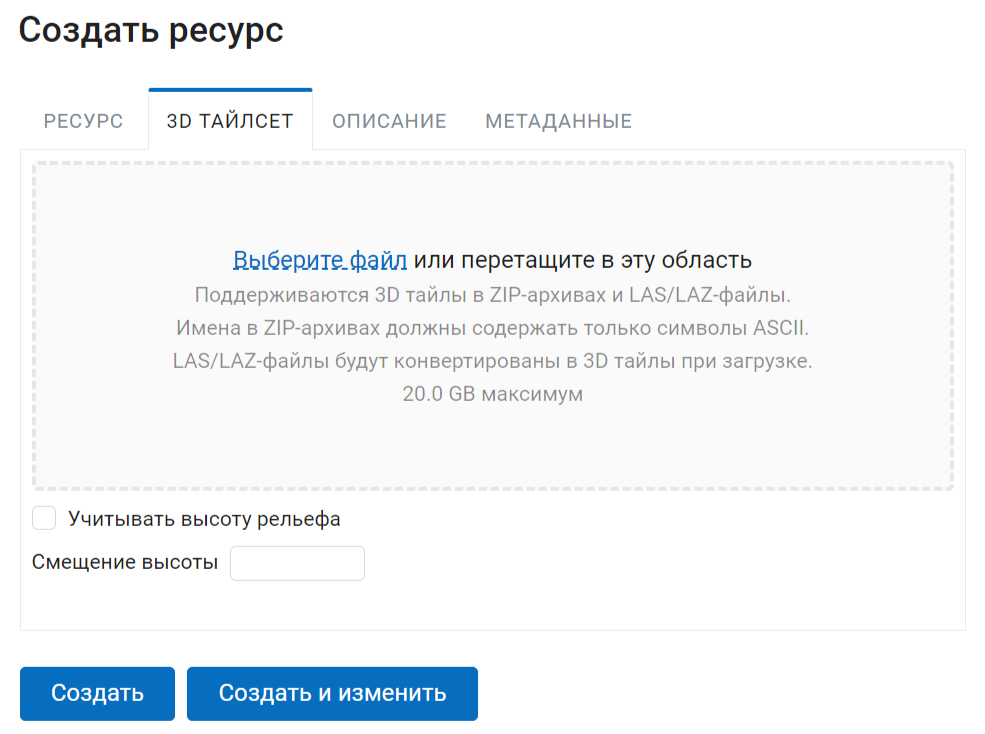 Создать ресурс
РЕСУРС 3D ТАЙЛСЕТ ОПИСАНИЕ МЕТАДАННЫЕ
Выберите файл или перетащите в эту область
Поддерживаются 3D тайлы в ZIP-архивах и LAS/LAZ-файлы.
Имена в ZIP-архивах должны содержать только символы ASCII.
LAS/LAZ-файлы будут конвертированы в 3D тайлы при загрузке.
20.0 GB максимум
Учитывать высоту рельефа
Смещение высоты
Создать Создать и изменить